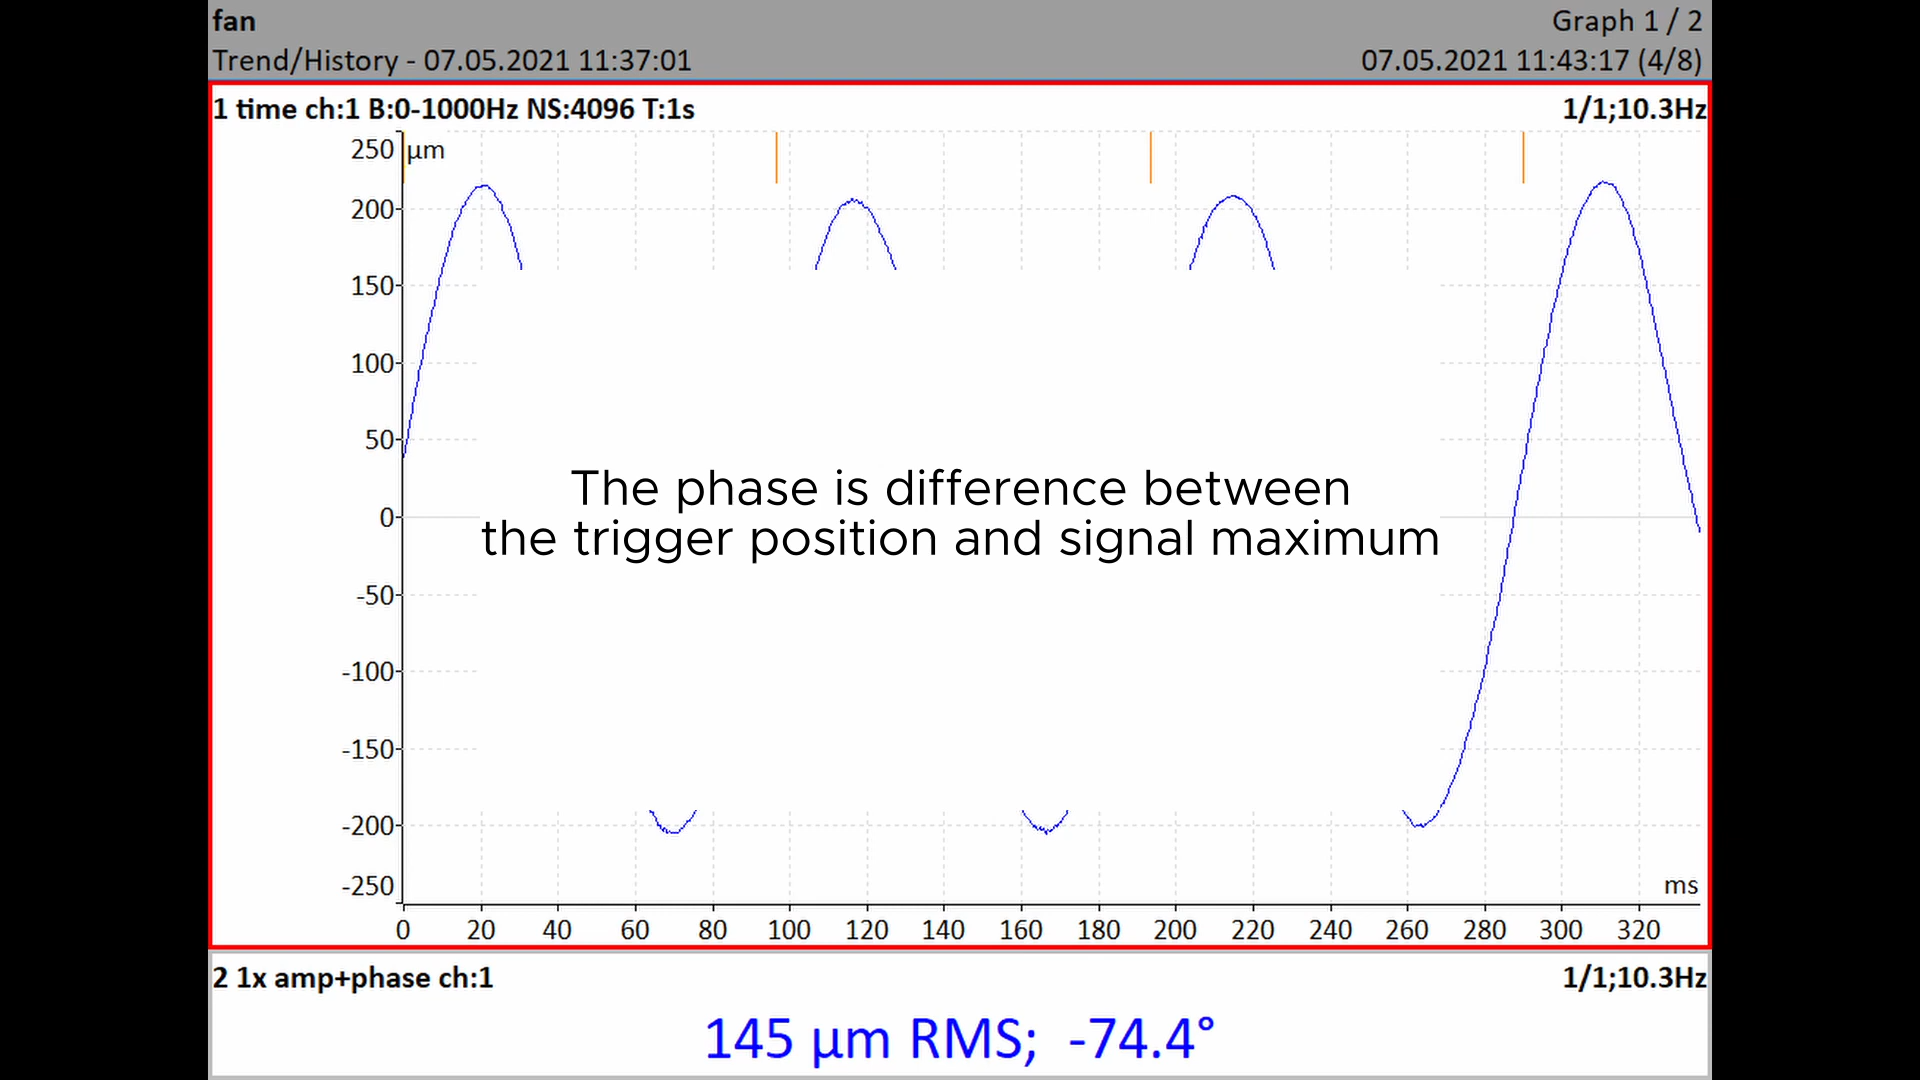 fan
Graph 1 / 2
Trend/History - 07.05.2021 11:37:01
07.05.2021 11:43:17 (4/8)
1 time ch:1 B:0-1000Hz NS:4096 T:1s
1/1;10.3Hz
250
µm
200
150
100
50
0
-50
-100
-150
-200
-250
The phase is difference between
the trigger position and signal maximum
ms
0 20 40 60 80 100 120 140 160 180 200 220 240 260 280 300 320
2 1x amp+phase ch:1
1/1;10.3Hz
145 µm RMS; -74.4°